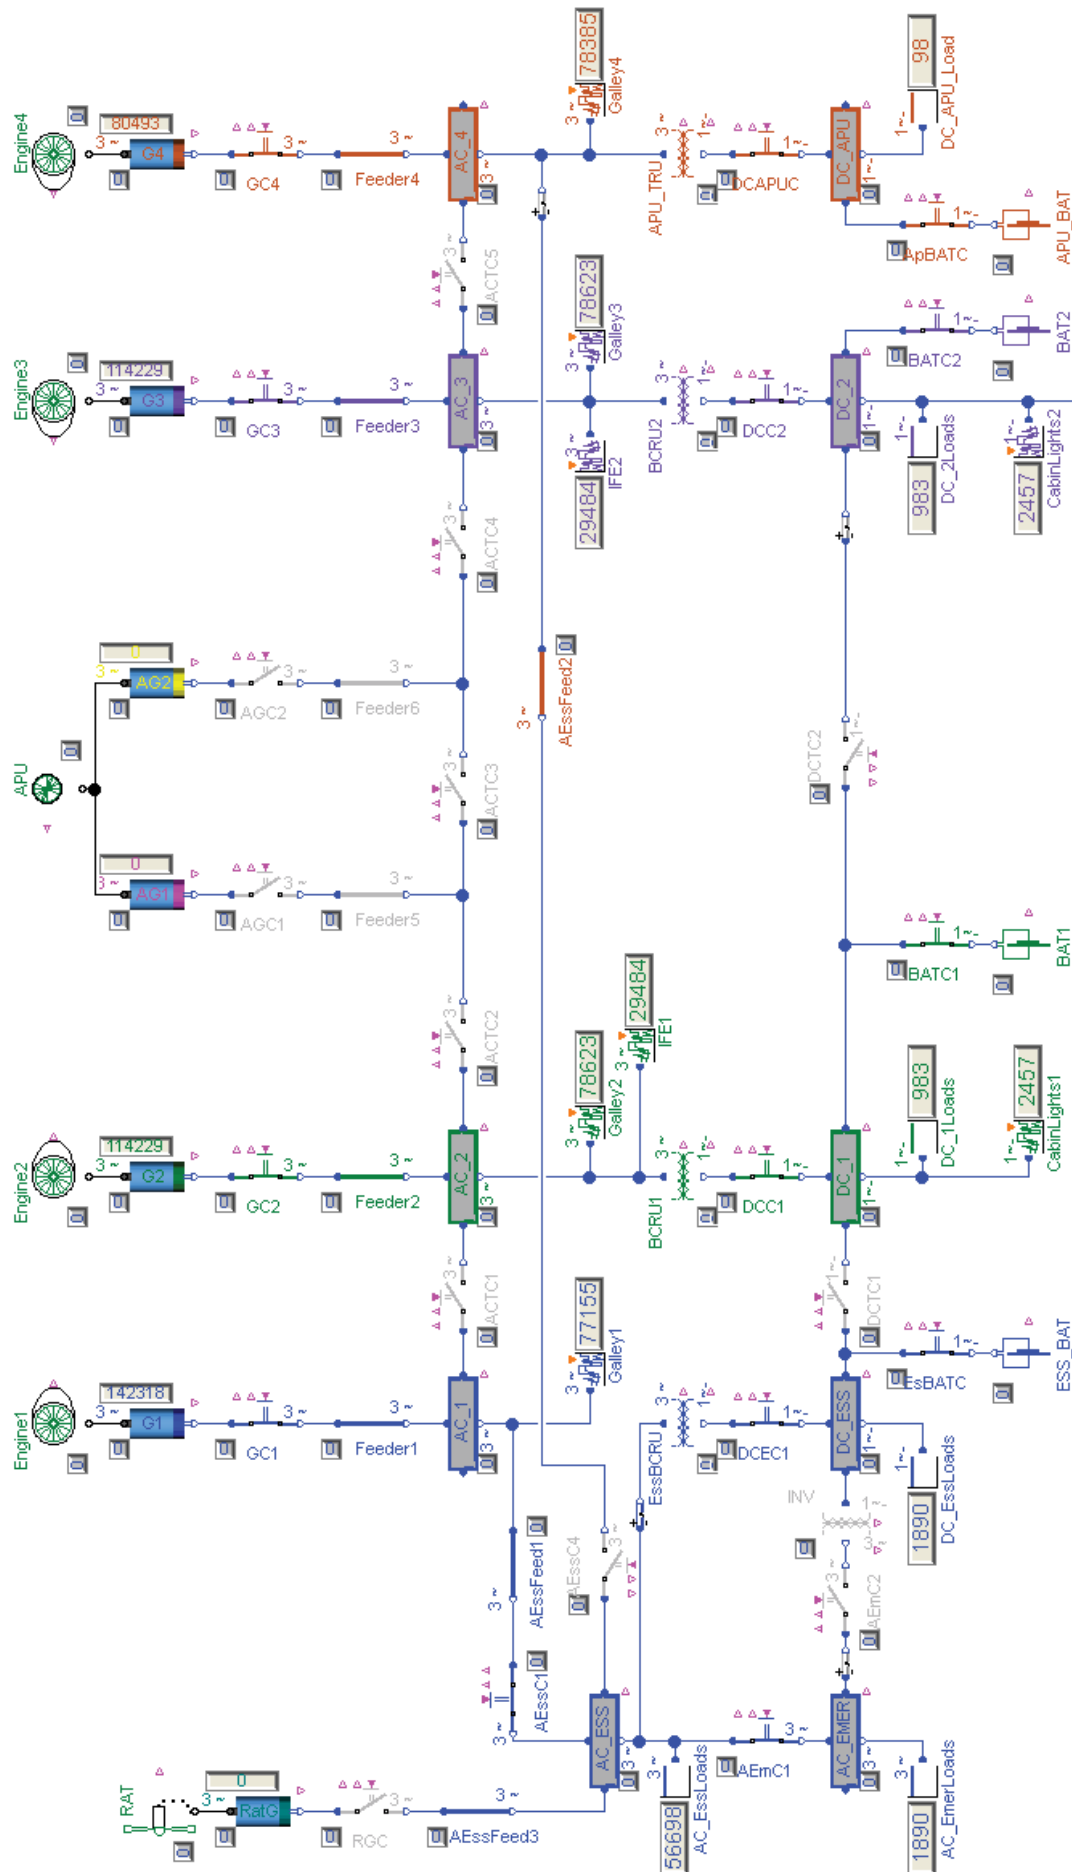 RAT
Engine1
Engine2
APU
Engine3
Engine4
0
142318
114229
0
0
114229
80493
RatG
G1
G2
AG1
AG2
G3
G4
RGC
GC1
GC2
AGC1
AGC2
GC3
GC4
AEssFeed3
Feeder1
Feeder2
Feeder5
Feeder6
Feeder3
Feeder4
AC_1
AC_2
AC_3
AC_4
ACTC1
ACTC2
ACTC3
ACTC4
ACTC5
AEssC1
AEssFeed1
AEssFeed2
AEssC4
AC_ESS
77155
Galley1
78623
Galley2
29484
IFE1
29484
IFE2
78623
Galley3
78385
Galley4
56698
AC_EssLoads
EssBCRU
BCRU1
BCRU2
APU_TRU
AEmC1
DCEC1
DCC1
DCC2
DCAPUC
INV
AC_EMER
AEmC2
DC_ESS
DCTC1
DC_1
DCTC2
DC_2
DC_APU
EsBATC
BATC1
BATC2
ApBATC
1890
AC_EmerLoads
1890
DC_EssLoads
983
DC_1Loads
983
DC_2Loads
98
DC_APU_Load
ESS_BAT
2457
CabinLights1
BAT1
2457
CabinLights2
BAT2
APU_BAT